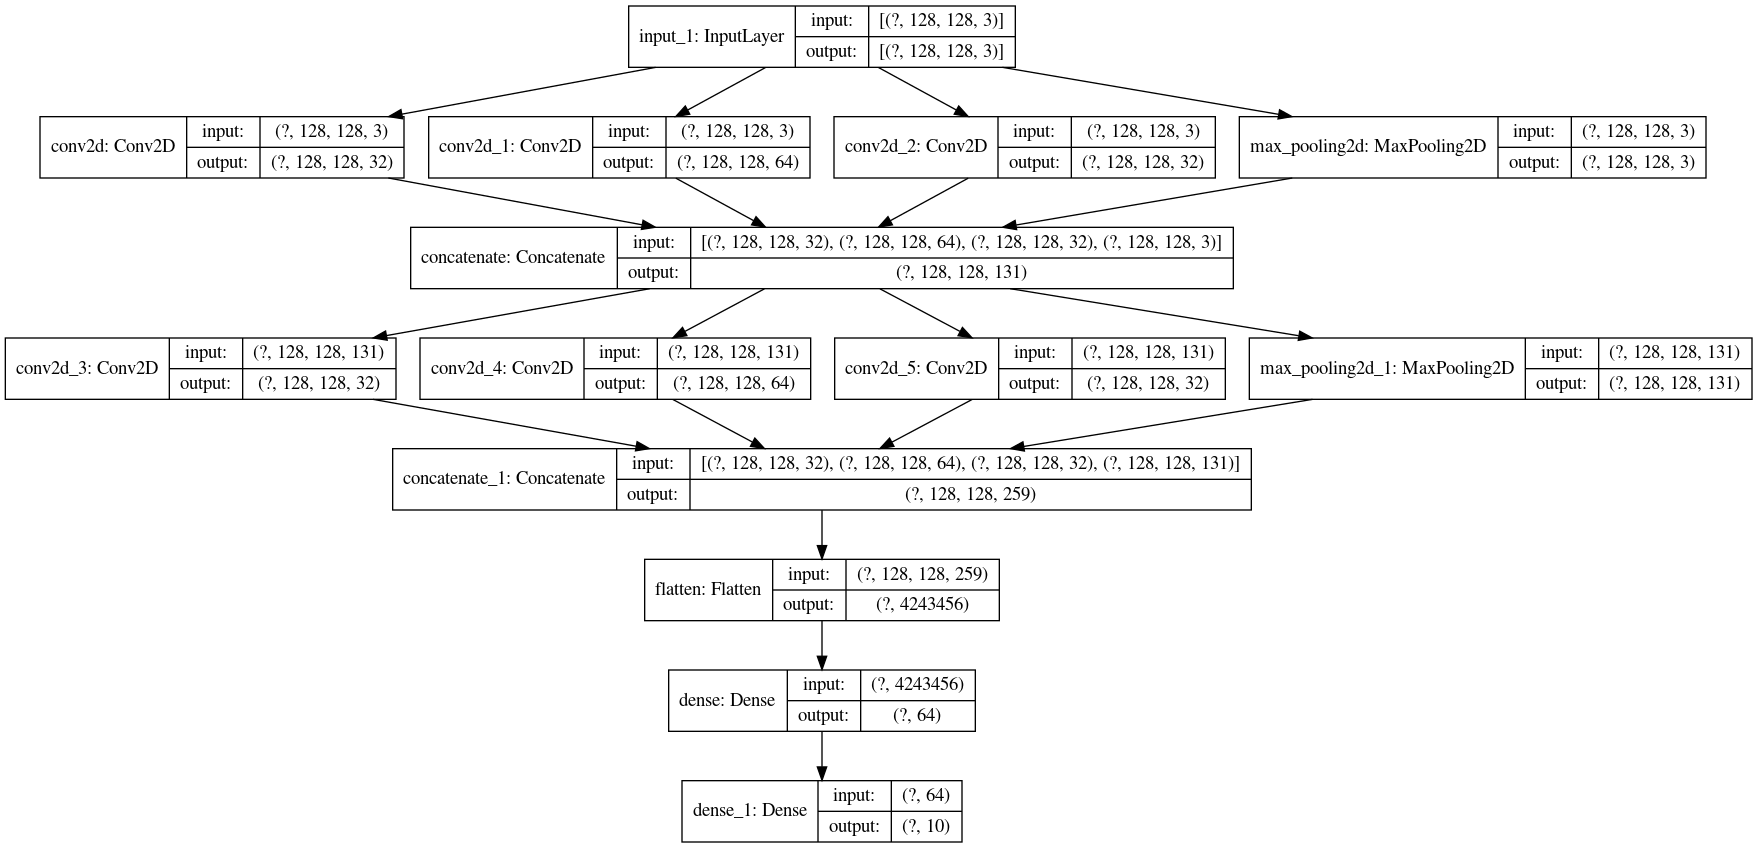 input_1: InputLayer
input: [(?, 128, 128, 3)]
output: [(?, 128, 128, 3)]
conv2d: Conv2D
input: (?, 128, 128, 3)
output: (?, 128, 128, 32)
conv2d_1: Conv2D
input: (?, 128, 128, 3)
output: (?, 128, 128, 64)
conv2d_2: Conv2D
input: (?, 128, 128, 3)
output: (?, 128, 128, 32)
max_pooling2d: MaxPooling2D
input: (?, 128, 128, 3)
output: (?, 128, 128, 3)
concatenate: Concatenate
input: [(?, 128, 128, 32), (?, 128, 128, 64), (?, 128, 128, 32), (?, 128, 128, 3)]
output: (?, 128, 128, 131)
conv2d_3: Conv2D
input: (?, 128, 128, 131)
output: (?, 128, 128, 32)
conv2d_4: Conv2D
input: (?, 128, 128, 131)
output: (?, 128, 128, 64)
conv2d_5: Conv2D
input: (?, 128, 128, 131)
output: (?, 128, 128, 32)
max_pooling2d_1: MaxPooling2D
input: (?, 128, 128, 131)
output: (?, 128, 128, 131)
concatenate_1: Concatenate
input: [(?, 128, 128, 32), (?, 128, 128, 64), (?, 128, 128, 32), (?, 128, 128, 131)]
output: (?, 128, 128, 259)
flatten: Flatten
input: (?, 128, 128, 259)
output: (?, 4243456)
dense: Dense
input: (?, 4243456)
output: (?, 64)
dense_1: Dense
input: (?, 64)
output: (?, 10)